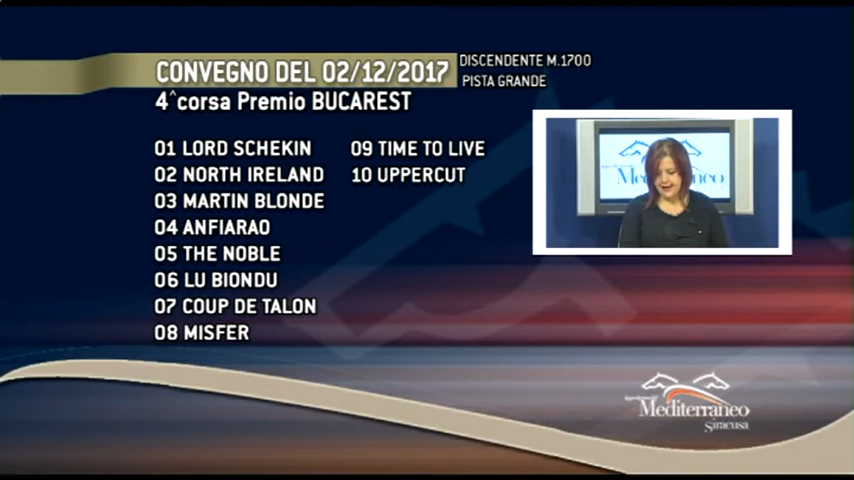 CONVEGNO DEL 02/12/2017
DISCENDENTE M.1700
PISTA GRANDE
4^corsa Premio BUCAREST
01 LORD SCHEKIN
02 NORTH IRELAND
03 MARTIN BLONDE
04 ANFIARAO
05 THE NOBLE
06 LU BIONDU
07 COUP DE TALON
08 MISFER
09 TIME TO LIVE
10 UPPERCUT
Mediterraneo
Siracusa